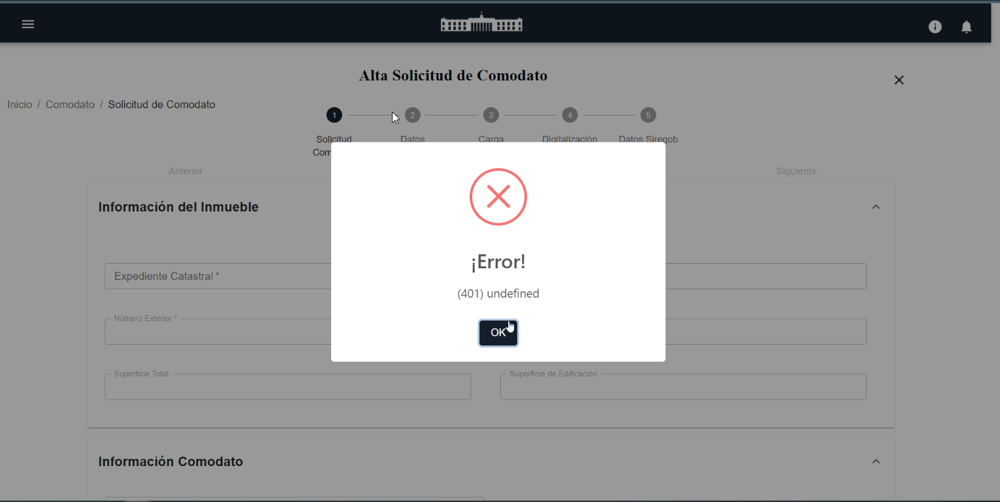 Alta Solicitud de Comodato
Inicio / Comodato / Solicitud de Comodato
1 2 3 4 5
Solicitud Datos Carga Digitalización Datos Siregob
Com
Anterior Siguiente
Información del Inmueble
¡Error!
Expediente Catastral *
(401) undefined
Número Exterior *
OK
Superficie Total Superficie de Edificación
Información Comodato